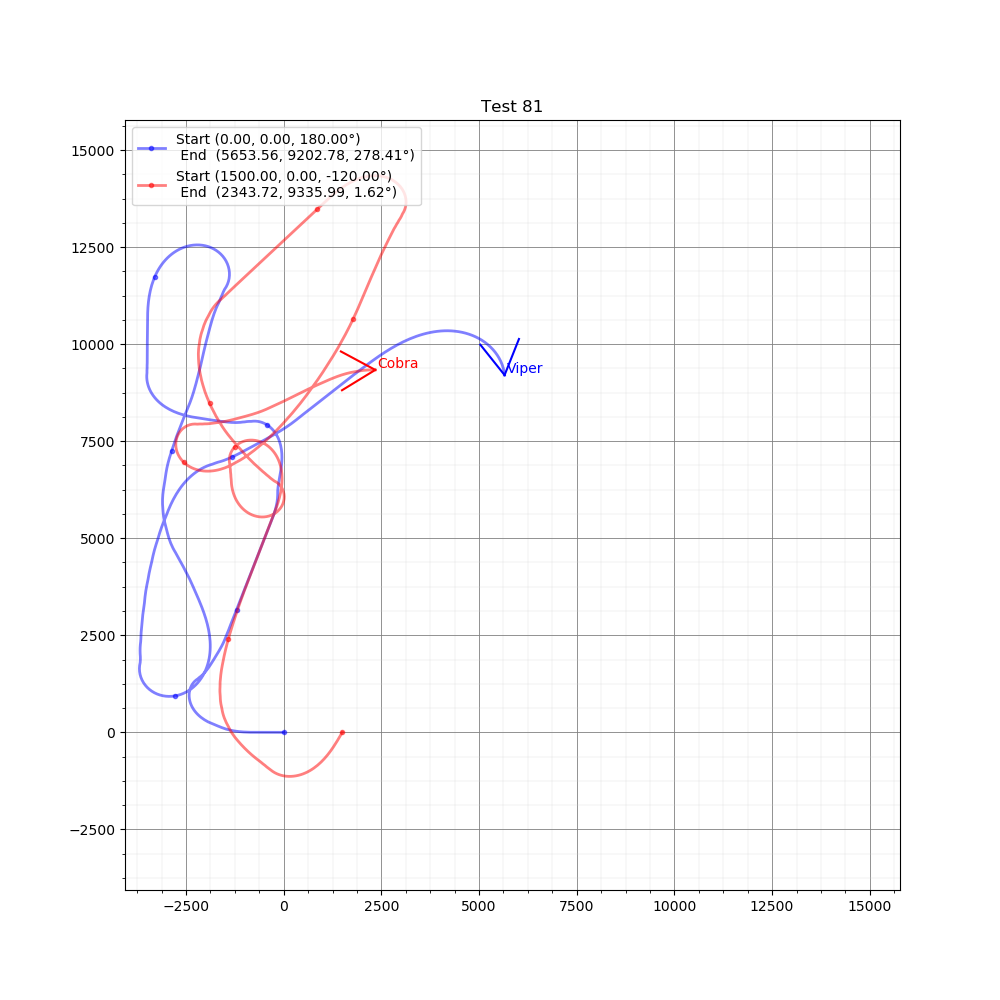 Test 81
Start (0.00, 0.00, 180.00°)
End  (5653.56, 9202.78, 278.41°)
Start (1500.00, 0.00, -120.00°)
End  (2343.72, 9335.99, 1.62°)
15000
12500
10000
7500
5000
2500
0
−2500
Cobra
Viper
−2500
0
2500
5000
7500
10000
12500
15000